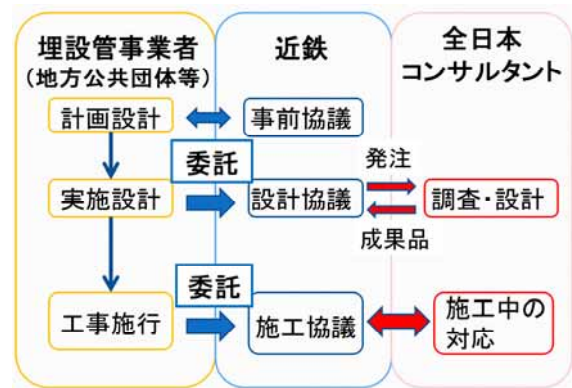 埋設管事業者
(地方公共団体等)
近鉄
全日本
コンサルタント
計画設計
事前協議
委託
発注
実施設計
設計協議
調査・設計
成果品
委託
工事施行
施工協議
施工中の
対応